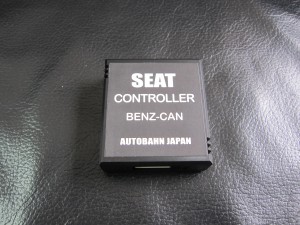 SEAT
CONTROLLER
BENZ-CAN
AUTOBAHN JAPAN